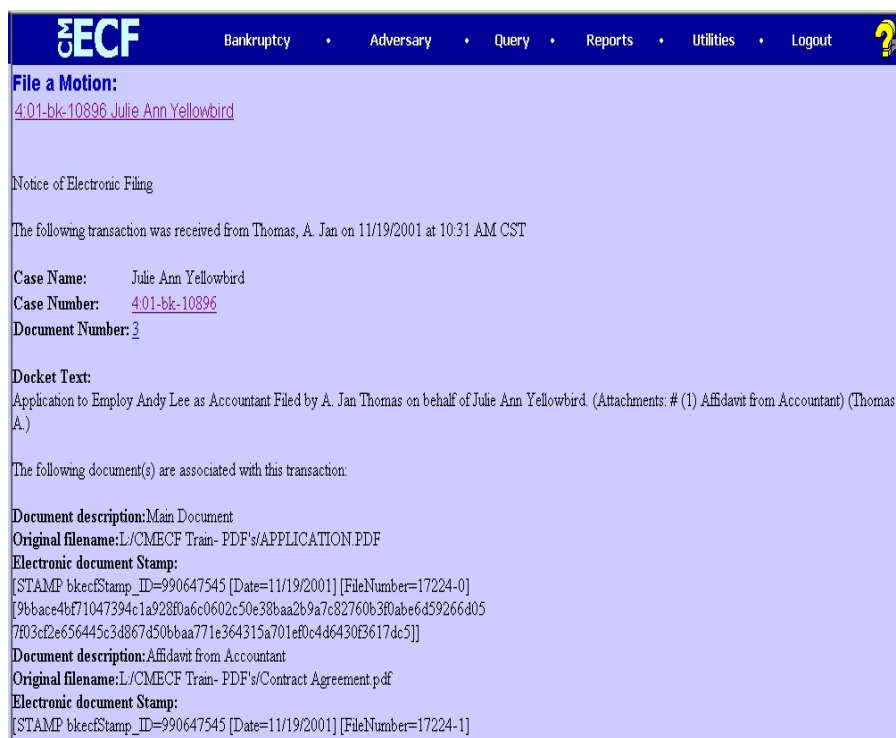 CM ECF Bankruptcy • Adversary • Query • Reports • Utilities • Logout ?
File a Motion:
4:01-bk-10896 Julie Ann Yellowbird
Notice of Electronic Filing
The following transaction was received from Thomas, A. Jan on 11/19/2001 at 10:31 AM CST
Case Name: Julie Ann Yellowbird
Case Number: 4:01-bk-10896
Document Number: 3
Docket Text:
Application to Employ Andy Lee as Accountant Filed by A. Jan Thomas on behalf of Julie Ann Yellowbird. (Attachments: # (1) Affidavit from Accountant) (Thomas
A.)
The following document(s) are associated with this transaction:
Document description:Main Document
Original filename:L:/CMECF Train- PDF's/APPLICATION.PDF
Electronic document Stamp:
[STAMP bkecfStamp_ID=990647545 [Date=11/19/2001] [FileNumber=17224-0]
[9bbace4bf71047394c1a928f0a6c0602c50e38baa2b9a7c82760b3f0abe6d59266d05
7f03cf2e656445c3d867d50bbaa771e364315a701ef0c4d6430f3617dc5]]
Document description:Affidavit from Accountant
Original filename:L:/CMECF Train- PDF's/Contract Agreement.pdf
Electronic document Stamp:
[STAMP bkecfStamp_ID=990647545 [Date=11/19/2001] [FileNumber=17224-1]